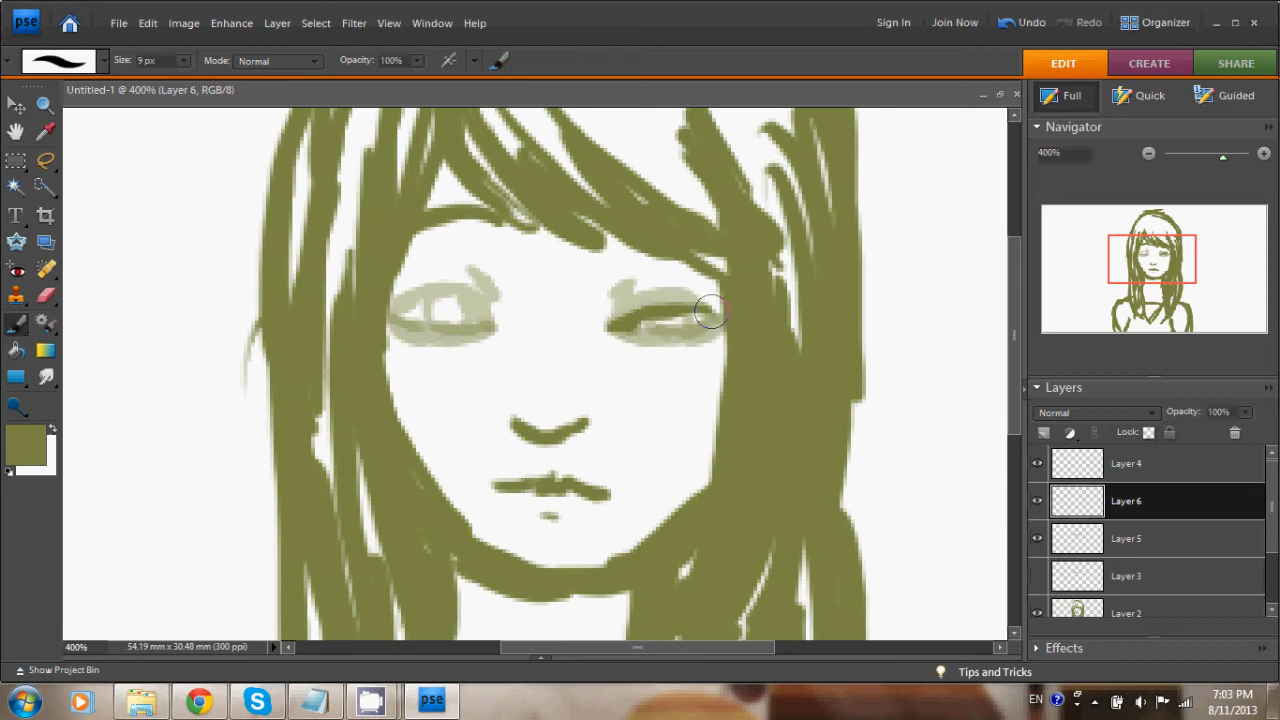 pse File Edit Image Enhance Layer Select Filter View Window Help Sign In Join Now Undo Redo Organizer
Size: 9 px Mode: Normal Opacity: 100% EDIT CREATE SHARE
Untitled-1 @ 400% (Layer 6, RGB/8)
Full Quick Guided
Navigator
400%
Layers
Normal Opacity: 100%
Lock:
Layer 4
Layer 6
Layer 5
Layer 3
Layer 2
400% 54.19 mm x 30.48 mm (300 ppi)
Effects
Show Project Bin Tips and Tricks
pse EN 7:03 PM
8/11/2013